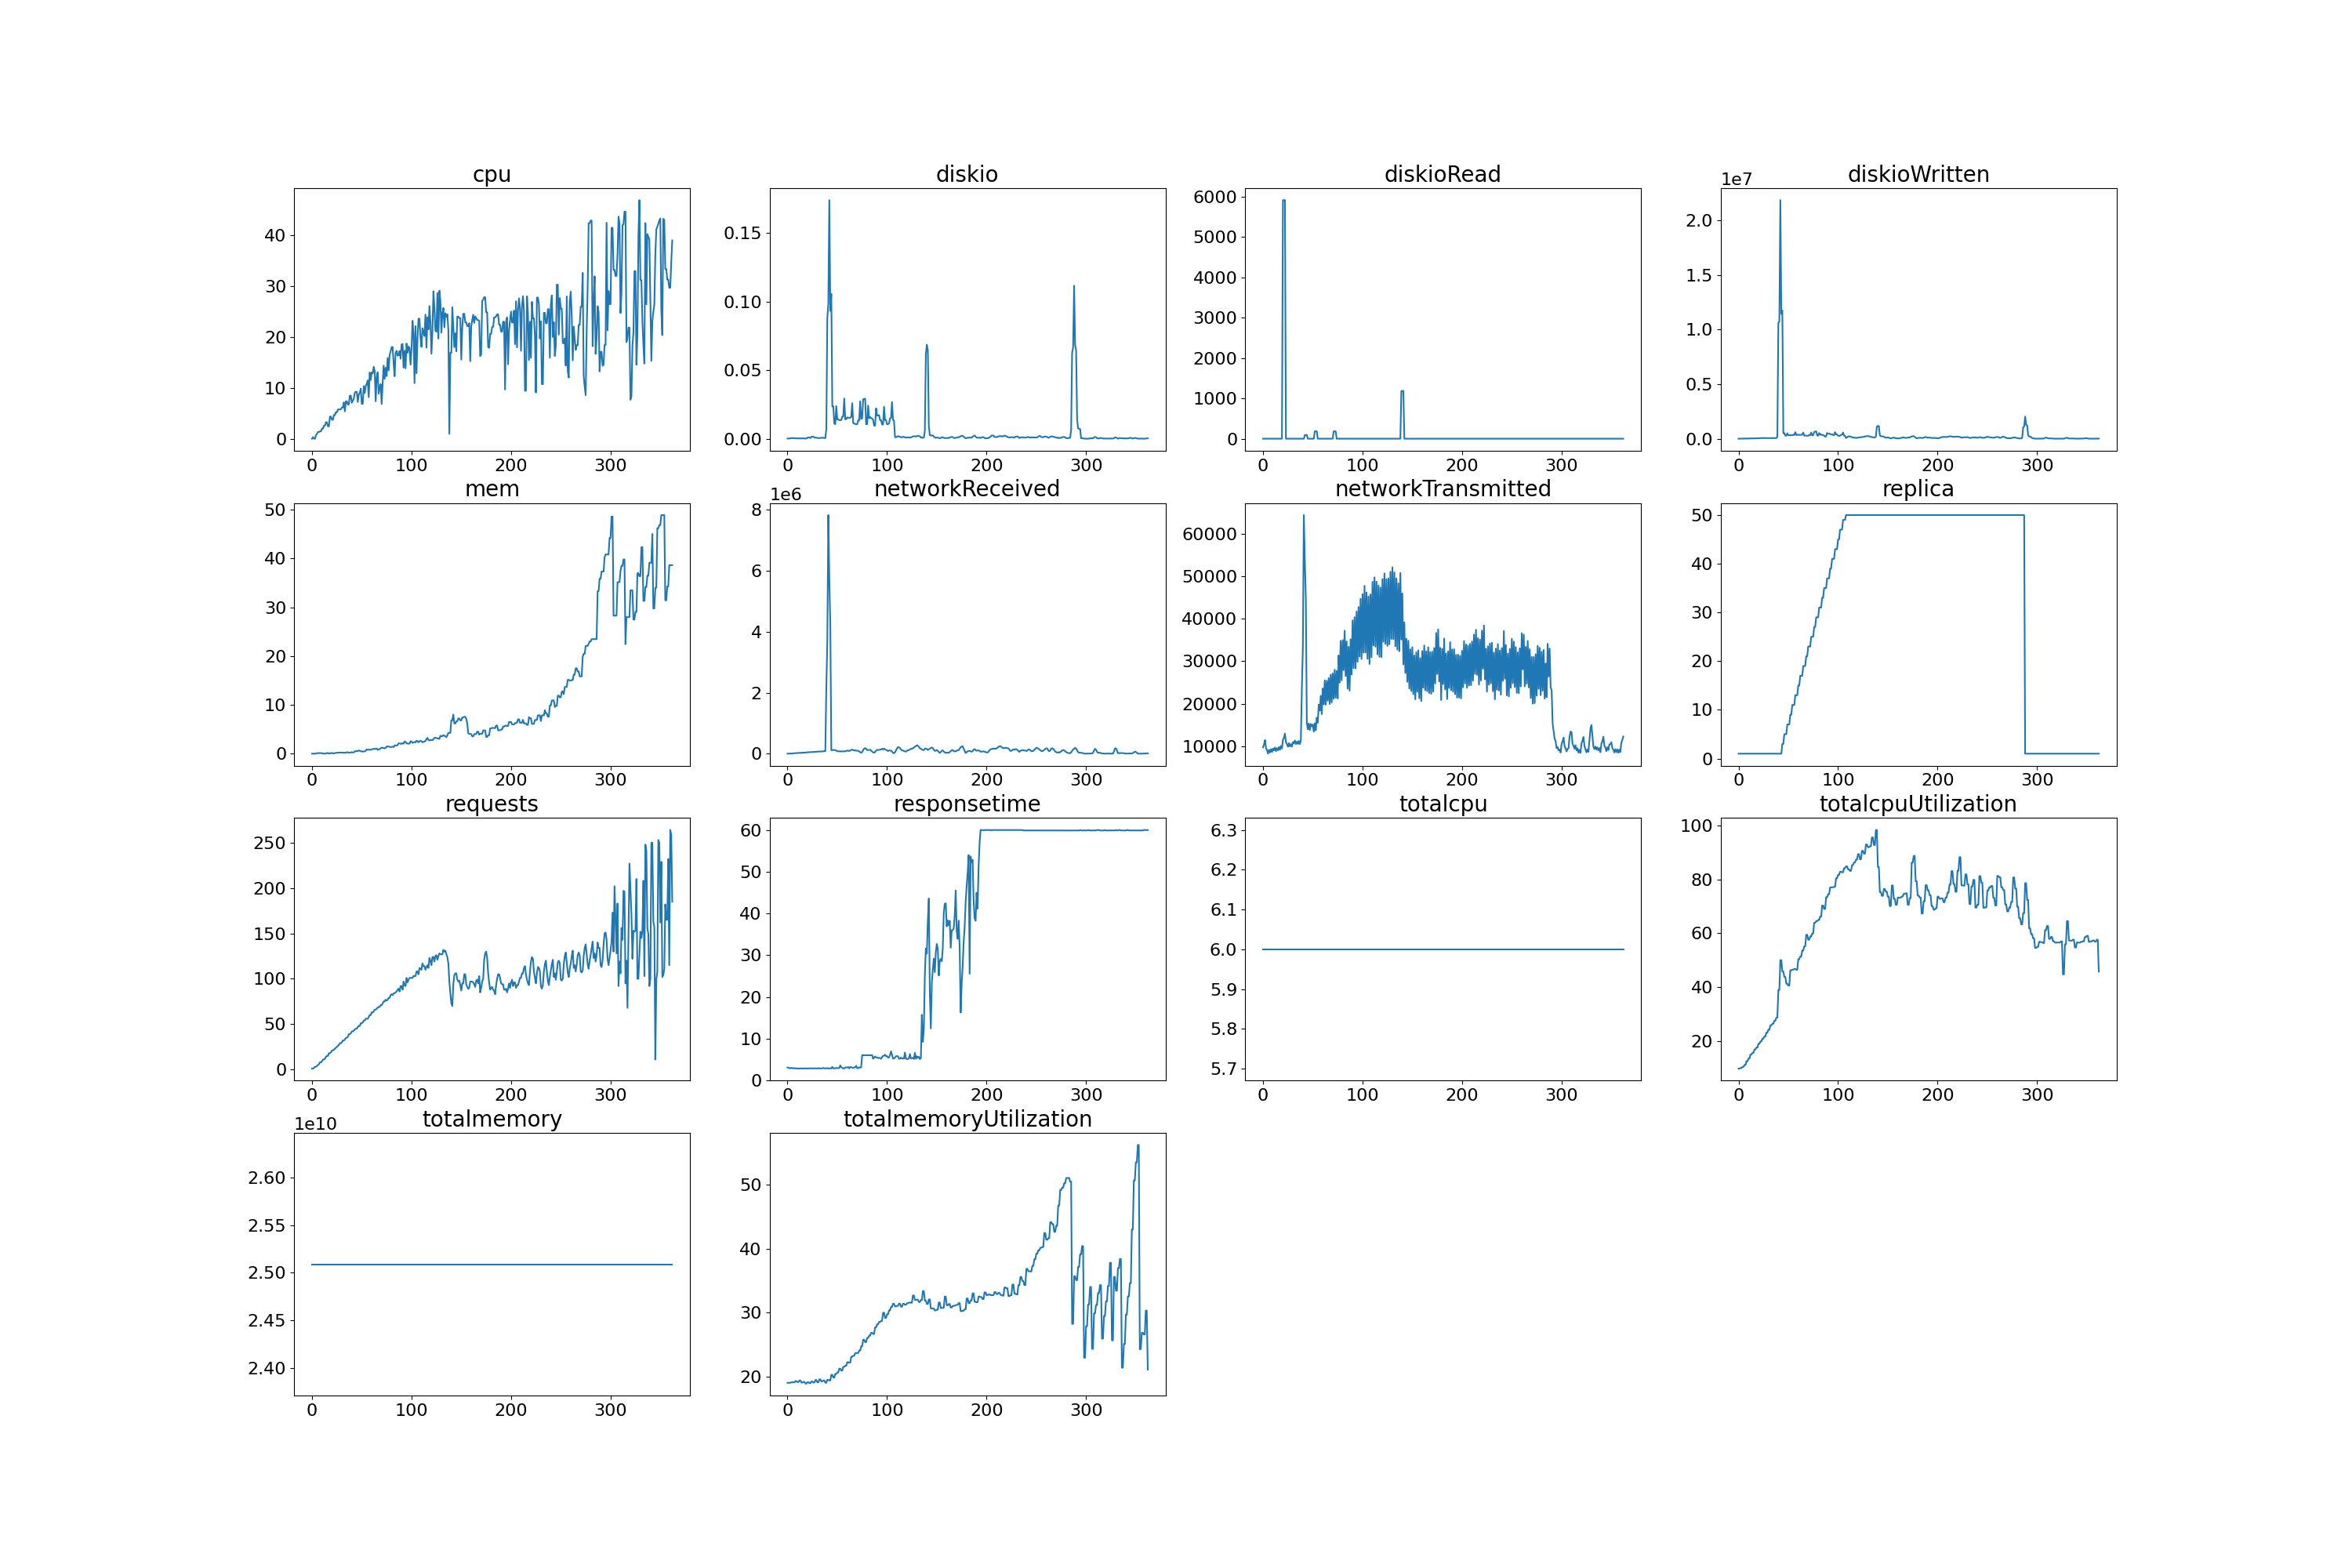 cpu
40
30
20
10
0
0 100 200 300
diskio
0.15
0.10
0.05
0.00
0 100 200 300
diskioRead
6000
5000
4000
3000
2000
1000
0
0 100 200 300
diskioWritten
1e7
2.0
1.5
1.0
0.5
0.0
0 100 200 300
mem
50
40
30
20
10
0
0 100 200 300
networkReceived
1e6
8
6
4
2
0
0 100 200 300
networkTransmitted
60000
50000
40000
30000
20000
10000
0 100 200 300
replica
50
40
30
20
10
0
0 100 200 300
requests
250
200
150
100
50
0
0 100 200 300
responsetime
60
50
40
30
20
10
0
0 100 200 300
totalcpu
6.3
6.2
6.1
6.0
5.9
5.8
5.7
0 100 200 300
totalcpuUtilization
100
80
60
40
20
0 100 200 300
totalmemory
1e10
2.60
2.55
2.50
2.45
2.40
0 100 200 300
totalmemoryUtilization
50
40
30
20
0 100 200 300